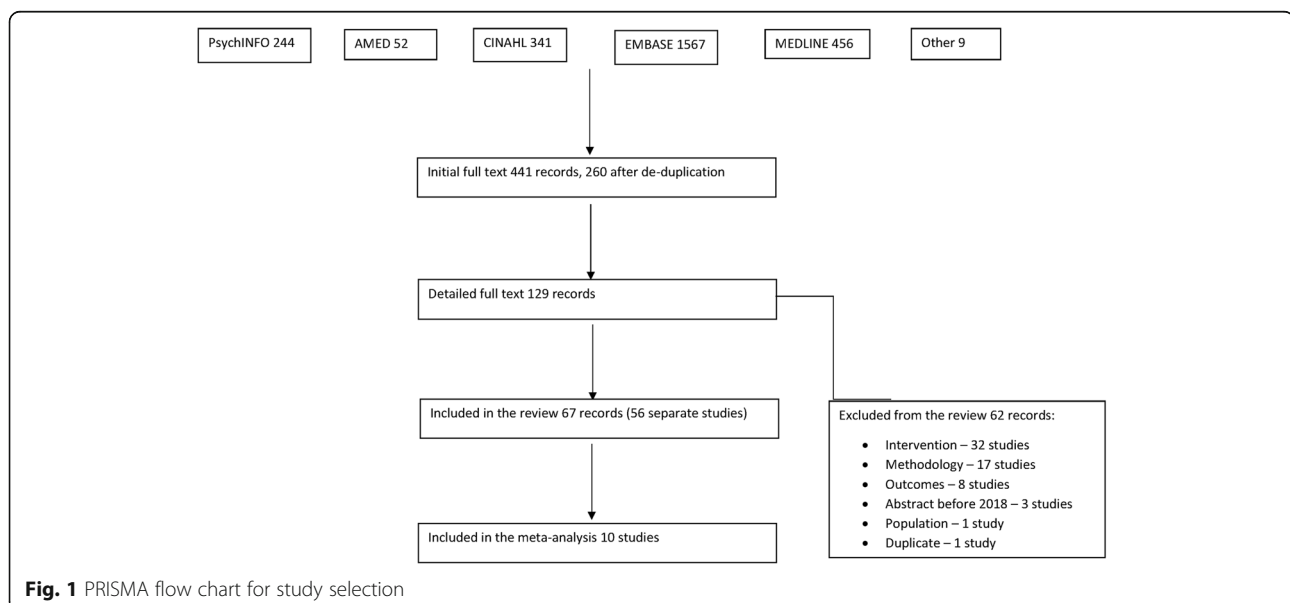 PsychINFO 244
AMED 52
CINAHL 341
EMBASE 1567
MEDLINE 456
Other 9
Initial full text 441 records, 260 after de-duplication
Detailed full text 129 records
Included in the review 67 records (56 separate studies)
Excluded from the review 62 records:
• Intervention – 32 studies
• Methodology – 17 studies
• Outcomes – 8 studies
• Abstract before 2018 – 3 studies
• Population – 1 study
• Duplicate – 1 study
Included in the meta-analysis 10 studies
Fig. 1 PRISMA flow chart for study selection